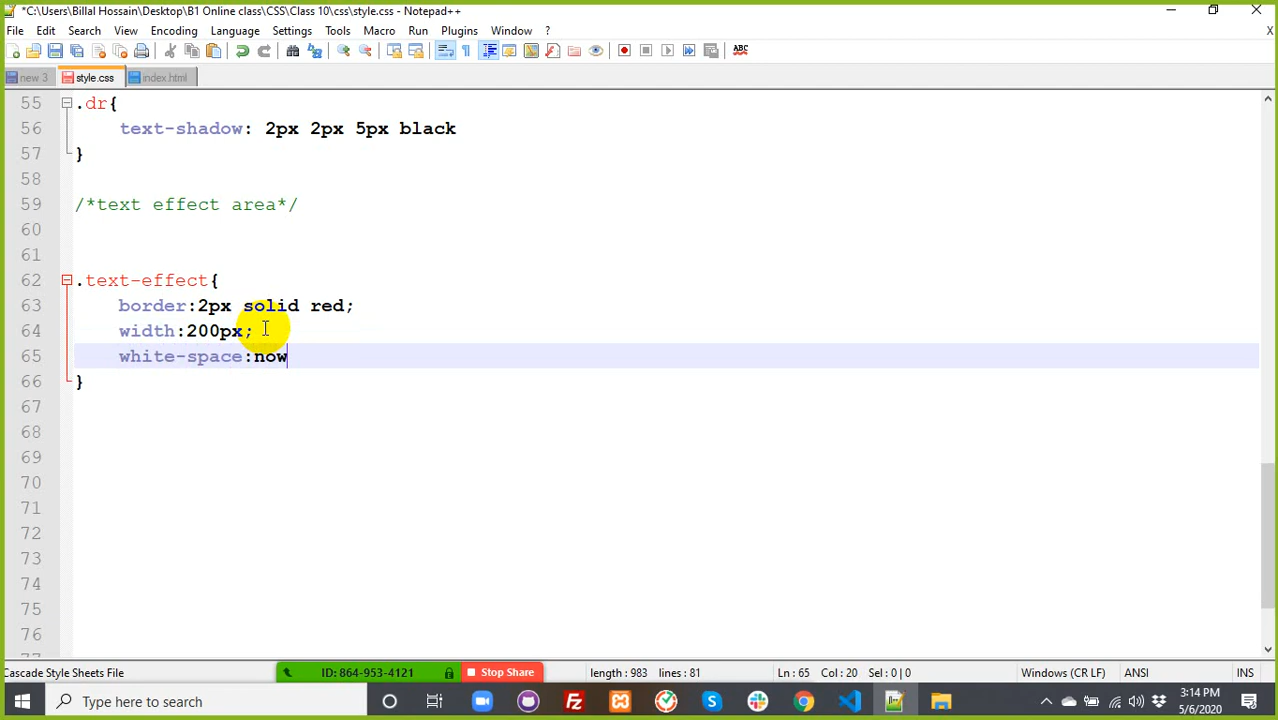 *C:\Users\Billal Hossain\Desktop\B1 Online class\CSS\Class 10\css\style.css - Notepad++
File Edit Search View Encoding Language Settings Tools Macro Run Plugins Window ? X
ABC
new 3 style.css index.html
55 .dr{
56 text-shadow: 2px 2px 5px black
57 }
58
59 /*text effect area*/
60
61
62 .text-effect{
63 border:2px solid red;
64 width:200px;
65 white-space:now
66 }
67
68
69
70
71
72
73
74
75
76
Cascade Style Sheets File ID: 864-953-4121 Stop Share length : 983 lines : 81 Ln : 65 Col : 20 Sel : 0 | 0 Windows (CR LF) ANSI INS
Type here to search 3:14 PM
5/6/2020